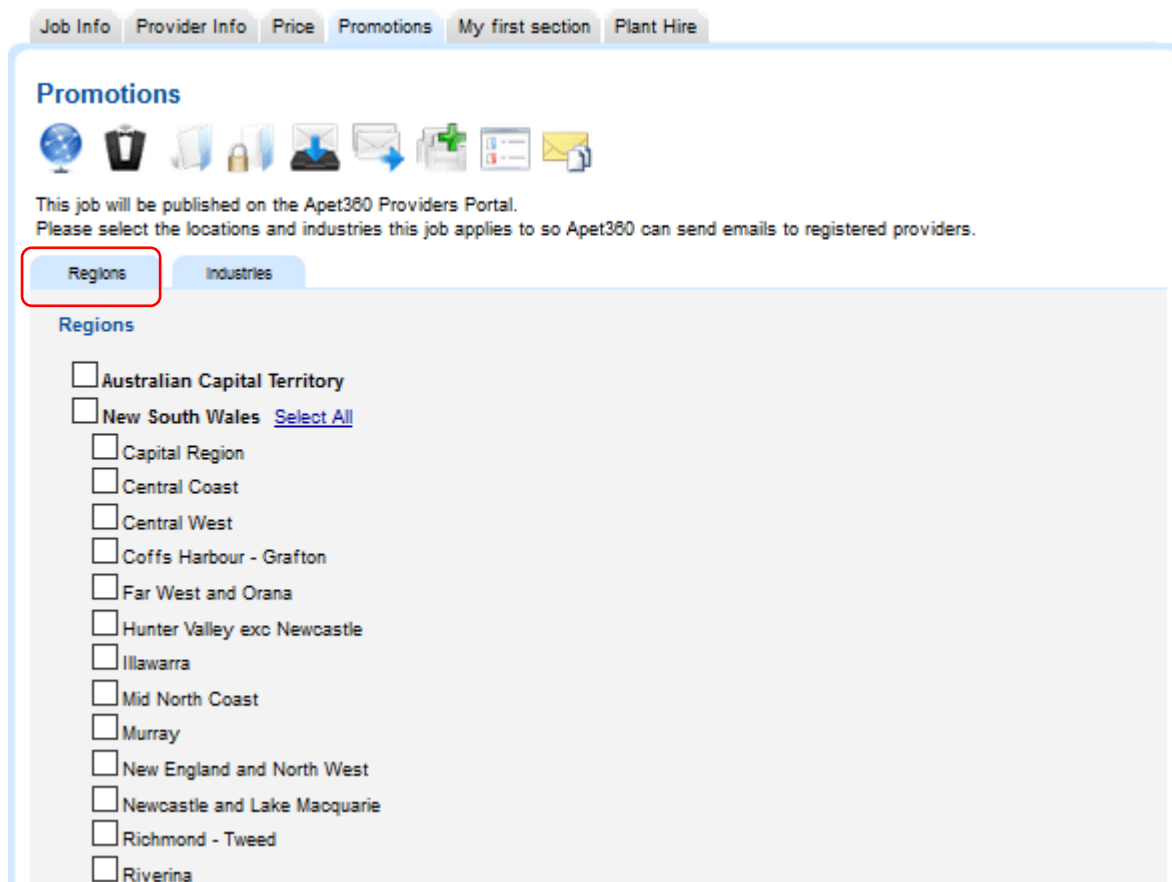 Job Info Provider Info Price Promotions My first section Plant Hire
Promotions
This job will be published on the Apet360 Providers Portal.
Please select the locations and industries this job applies to so Apet360 can send emails to registered providers.
Regions Industries
Regions
Australian Capital Territory
New South Wales Select All
Capital Region
Central Coast
Central West
Coffs Harbour - Grafton
Far West and Orana
Hunter Valley exc Newcastle
Illawarra
Mid North Coast
Murray
New England and North West
Newcastle and Lake Macquarie
Richmond - Tweed
Riverina